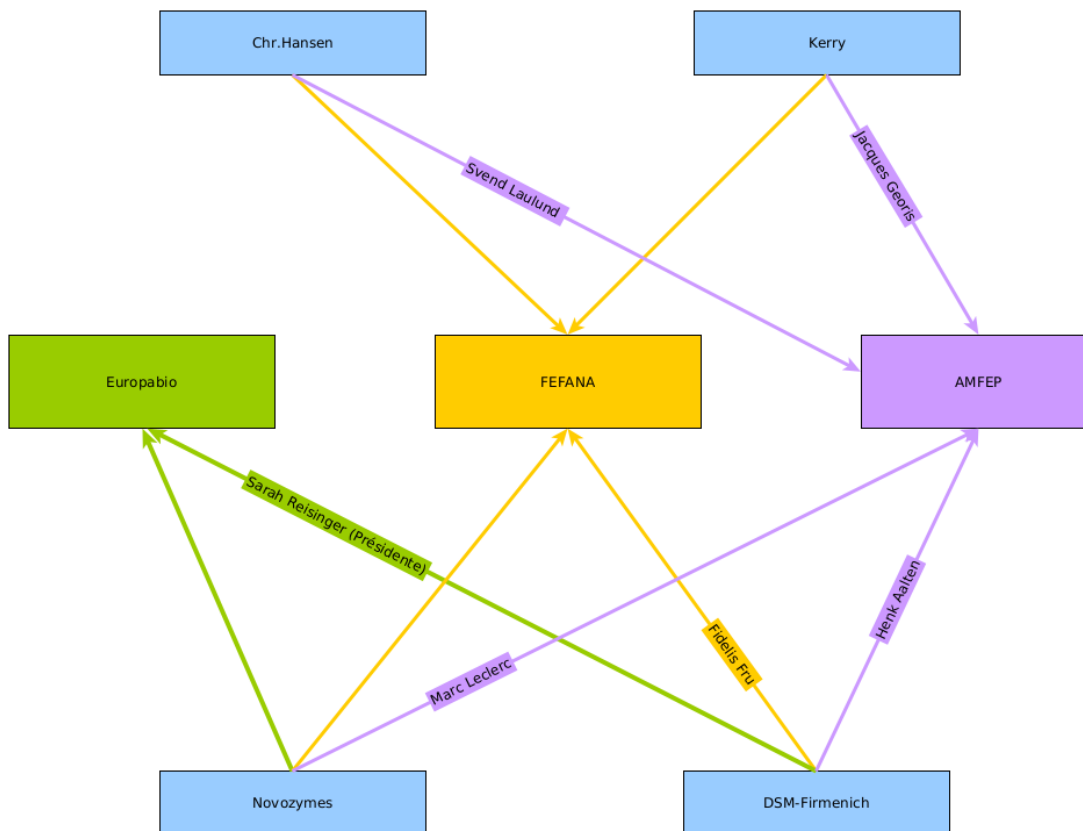 Chr.Hansen
Kerry
Jacques Georis
Svend Laulund
Europabio
FEFANA
AMFEP
Sarah Reisinger (Présidente)
Henk Aalten
Fidelis Fru
Marc Leclerc
Novozymes
DSM-Firmenich